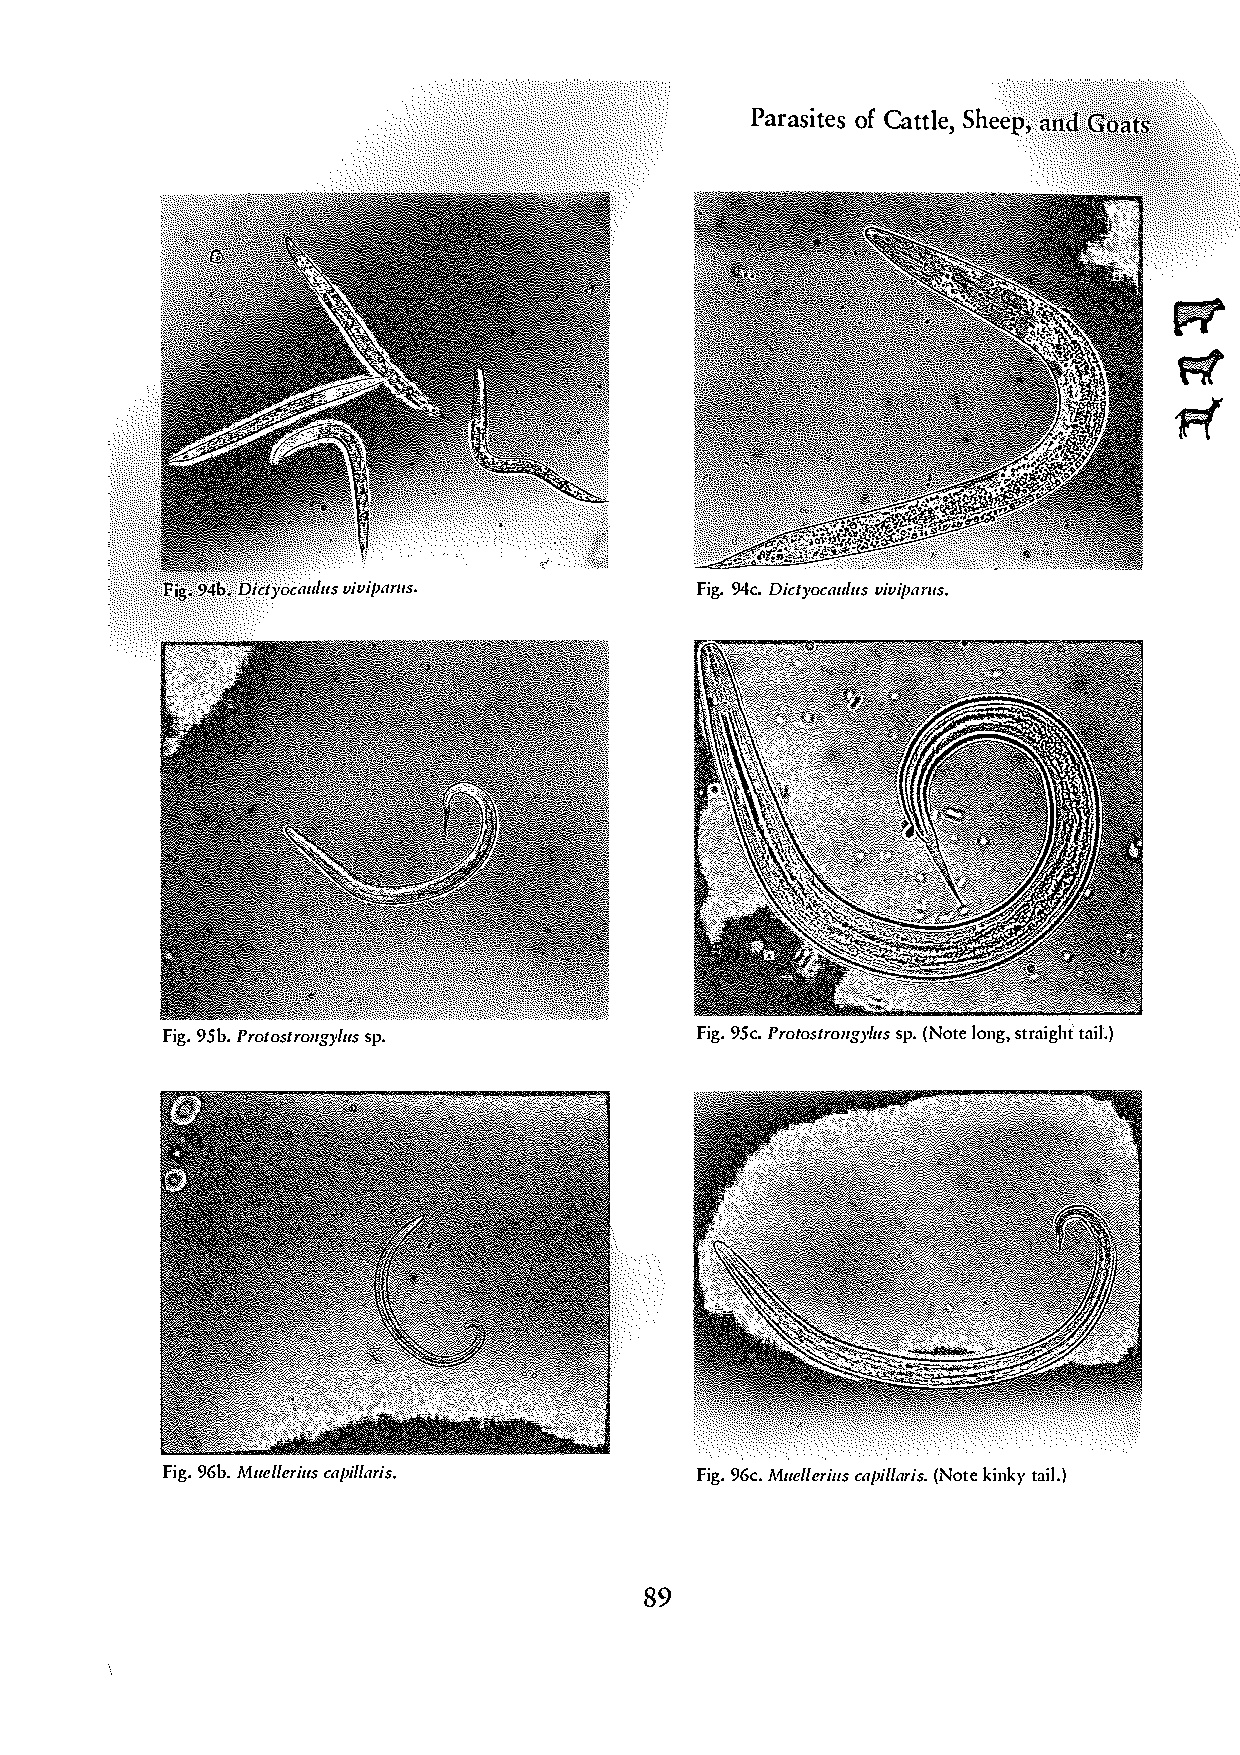 Parasites of Cattle, Sheep, and Goats
Fig. 94b. Dictyocaulus viviparus.
Fig. 94c. Dictyocaulus viviparus.
Fig. 95b. Protostrongylus sp.
Fig. 95c. Protostrongylus sp. (Note long, straight tail.)
Fig. 96b. Muellerius capillaris.
Fig. 96c. Muellerius capillaris. (Note kinky tail.)
89